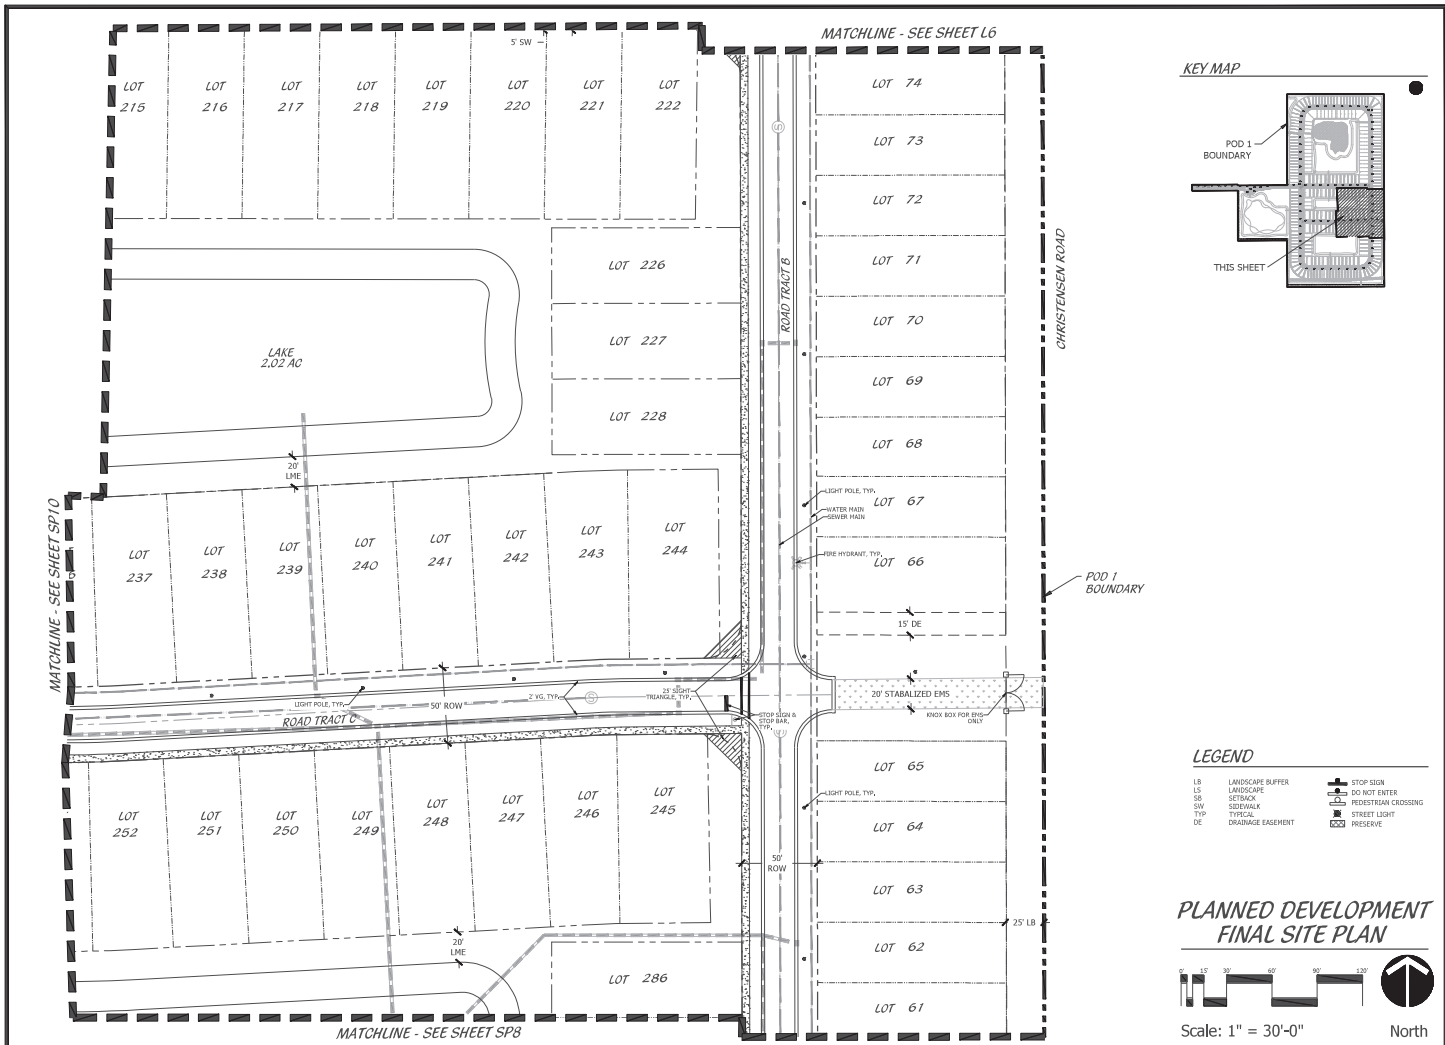 MATCHLINE - SEE SHEET L6
5' SW
LOT
215
LOT
216
LOT
217
LOT
218
LOT
219
LOT
220
LOT
221
LOT
222
LOT 74
LOT 73
LOT 72
LOT 71
LOT 70
LOT 69
LOT 68
LOT 67
LOT 66
LOT 226
LOT 227
LOT 228
LAKE
2.02 AC
20'
LME
ROAD TRACT B
S
CHRISTENSEN ROAD
LIGHT POLE, TYP.
WATER MAIN
SEWER MAIN
FIRE HYDRANT, TYP.
MATCHLINE - SEE SHEET SP10
6
LOT
237
LOT
238
LOT
239
LOT
240
LOT
241
LOT
242
LOT
243
LOT
244
15' DE
POD 1
BOUNDARY
20' STABALIZED EMS
KNOX BOX FOR EMS
ONLY
LIGHT POLE, TYP.
50' ROW
2' VG, TYP.
S
25' SIGHT
TRIANGLE, TYP.
ROAD TRACT C
STOP SIGN &
STOP BAR,
TYP.
S
LOT
252
LOT
251
LOT
250
LOT
249
LOT
248
LOT
247
LOT
246
LOT
245
LOT 65
LIGHT POLE, TYP.
LOT 64
50'
ROW
LOT 63
25' LB
LOT 62
LOT 61
20'
LME
LOT 286
MATCHLINE - SEE SHEET SP8
KEY MAP
POD 1
BOUNDARY
THIS SHEET
LEGEND
LB LANDSCAPE BUFFER
LS LANDSCAPE
SB SETBACK
SW SIDEWALK
TYP TYPICAL
DE DRAINAGE EASEMENT
STOP SIGN
DO NOT ENTER
PEDESTRIAN CROSSING
STREET LIGHT
PRESERVE
PLANNED DEVELOPMENT
FINAL SITE PLAN
0' 15' 30' 60' 90' 120'
Scale: 1" = 30'-0"
North